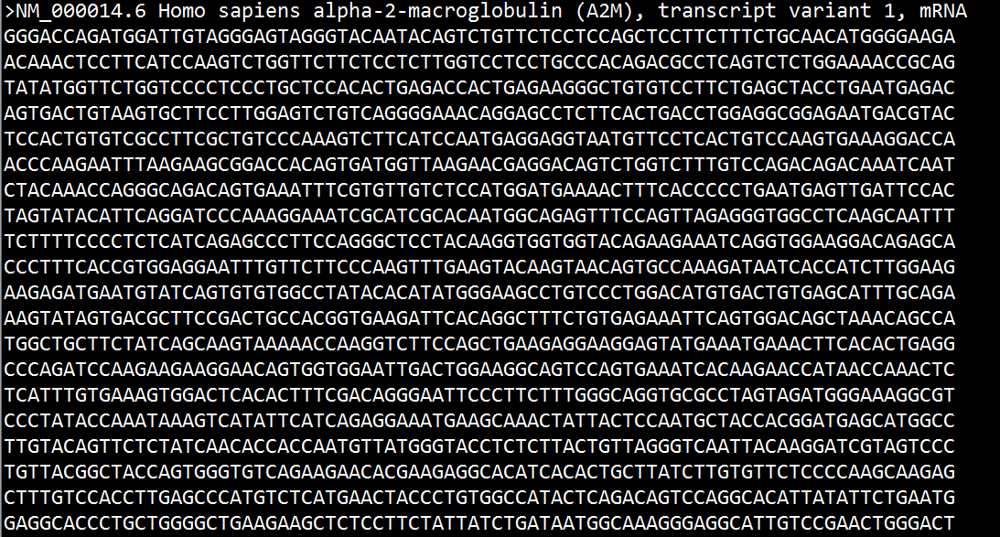 >NM_000014.6 Homo sapiens alpha-2-macroglobulin (A2M), transcript variant 1, mRNA
GGGACCAGATGGATTGTAGGGAGTAGGGTACAATACAGTCTGTTCTCCTCCAGCTCCTTCTTTCTGCAACATGGGGAAGA
ACAAACTCCTTCATCCAAGTCTGGTTCTTCTCCTCTTGGTCCTCCTGCCCACAGACGCCTCAGTCTCTGGAAAACCGCAG
TATATGGTTCTGGTCCCCTCCCTGCTCCACACTGAGACCACTGAGAAGGGCTGTGTCCTTCTGAGCTACCTGAATGAGAC
AGTGACTGTAAGTGCTTCCTTGGAGTCTGTCAGGGGAAACAGGAGCCTCTTCACTGACCTGGAGGCGGAGAATGACGTAC
TCCACTGTGTCGCCTTCGCTGTCCCAAAGTCTTCATCCAATGAGGAGGTAATGTTCCTCACTGTCCAAGTGAAAGGACCA
ACCCAAGAATTTAAGAAGCGGACCACAGTGATGGTTAAGAACGAGGACAGTCTGGTCTTTGTCCAGACAGACAAATCAAT
CTACAAACCAGGGCAGACAGTGAAATTTCGTGTTGTCTCCATGGATGAAAACTTTCACCCCCTGAATGAGTTGATTCCAC
TAGTATACATTCAGGATCCCAAAGGAAATCGCATCGCACAATGGCAGAGTTTCCAGTTAGAGGGTGGCCTCAAGCAATTT
TCTTTTCCCCTCTCATCAGAGCCCTTCCAGGGCTCCTACAAGGTGGTGGTACAGAAGAAATCAGGTGGAAGGACAGAGCA
CCCTTTCACCGTGGAGGAATTTGTTCTTCCCAAGTTTGAAGTACAAGTAACAGTGCCAAAGATAATCACCATCTTGGAAG
AAGAGATGAATGTATCAGTGTGTGGCCTATACACATATGGGAAGCCTGTCCCTGGACATGTGACTGTGAGCATTTGCAGA
AAGTATAGTGACGCTTCCGACTGCCACGGTGAAGATTCACAGGCTTTCTGTGAGAAATTCAGTGGACAGCTAAACAGCCA
TGGCTGCTTCTATCAGCAAGTAAAAACCAAGGTCTTCCAGCTGAAGAGGAAGGAGTATGAAATGAAACTTCACACTGAGG
CCCAGATCCAAGAAGAAGGAACAGTGGTGGAATTGACTGGAAGGCAGTCCAGTGAAATCACAAGAACCATAACCAAACTC
TCATTTGTGAAAGTGGACTCACACTTTCGACAGGGAATTCCCTTCTTTGGGCAGGTGCGCCTAGTAGATGGGAAAGGCGT
CCCTATACCAAATAAAGTCATATTCATCAGAGGAAATGAAGCAAACTATTACTCCAATGCTACCACGGATGAGCATGGCC
TTGTACAGTTCTCTATCAACACCACCAATGTTATGGGTACCTCTCTTACTGTTAGGGTCAATTACAAGGATCGTAGTCCC
TGTTACGGCTACCAGTGGGTGTCAGAAGAACACGAAGAGGCACATCACACTGCTTATCTTGTGTTCTCCCCAAGCAAGAG
CTTTGTCCACCTTGAGCCCATGTCTCATGAACTACCCTGTGGCCATACTCAGACAGTCCAGGCACATTATATTCTGAATG
GAGGCACCCTGCTGGGGCTGAAGAAGCTCTCCTTCTATTATCTGATAATGGCAAAGGGAGGCATTGTCCGAACTGGGACT